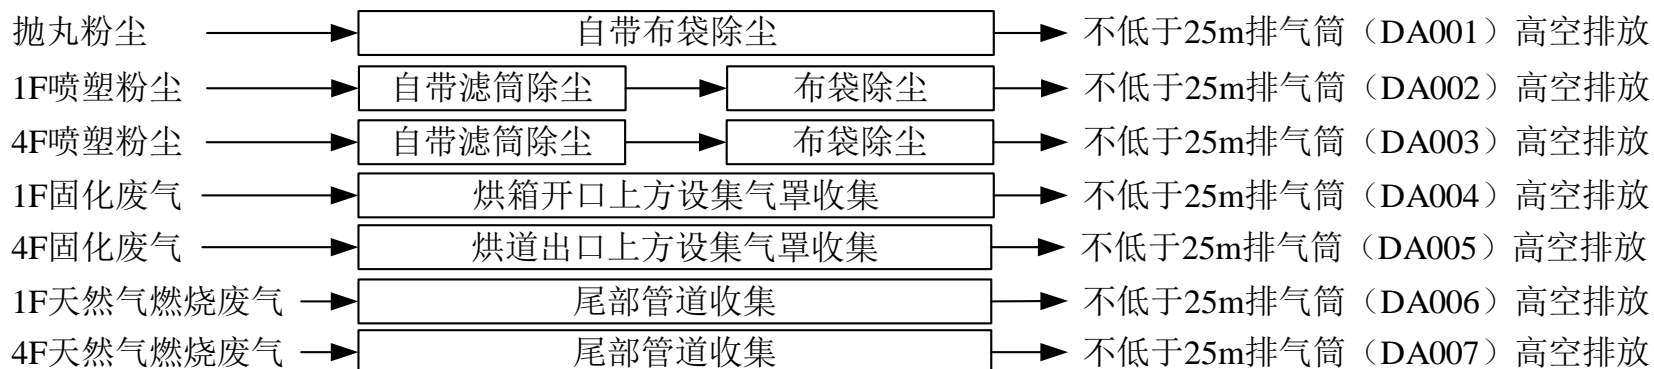 抛丸粉尘 自带布袋除尘 不低于25m排气筒（DA001）高空排放
1F喷塑粉尘 自带滤筒除尘 布袋除尘 不低于25m排气筒（DA002）高空排放
4F喷塑粉尘 自带滤筒除尘 布袋除尘 不低于25m排气筒（DA003）高空排放
1F固化废气 烘箱开口上方设集气罩收集 不低于25m排气筒（DA004）高空排放
4F固化废气 烘道出口上方设集气罩收集 不低于25m排气筒（DA005）高空排放
1F天然气燃烧废气 尾部管道收集 不低于25m排气筒（DA006）高空排放
4F天然气燃烧废气 尾部管道收集 不低于25m排气筒（DA007）高空排放